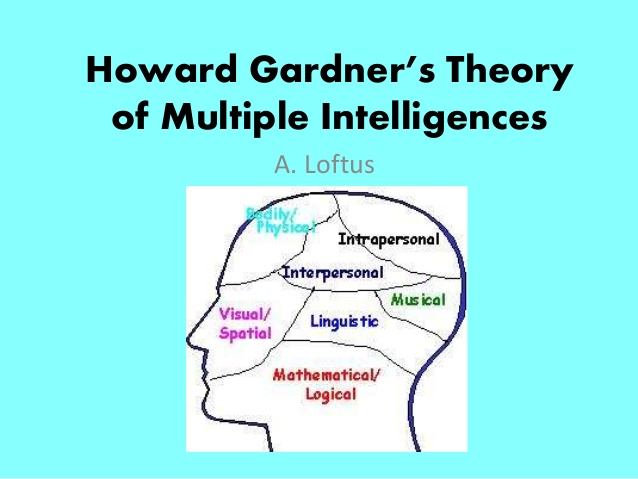 Howard Gardner's Theory
of Multiple Intelligences
A. Loftus
Bodily/
Physical
Intrapersonal
Interpersonal
Musical
Visual/
Spatial
Linguistic
Mathematical/
Logical